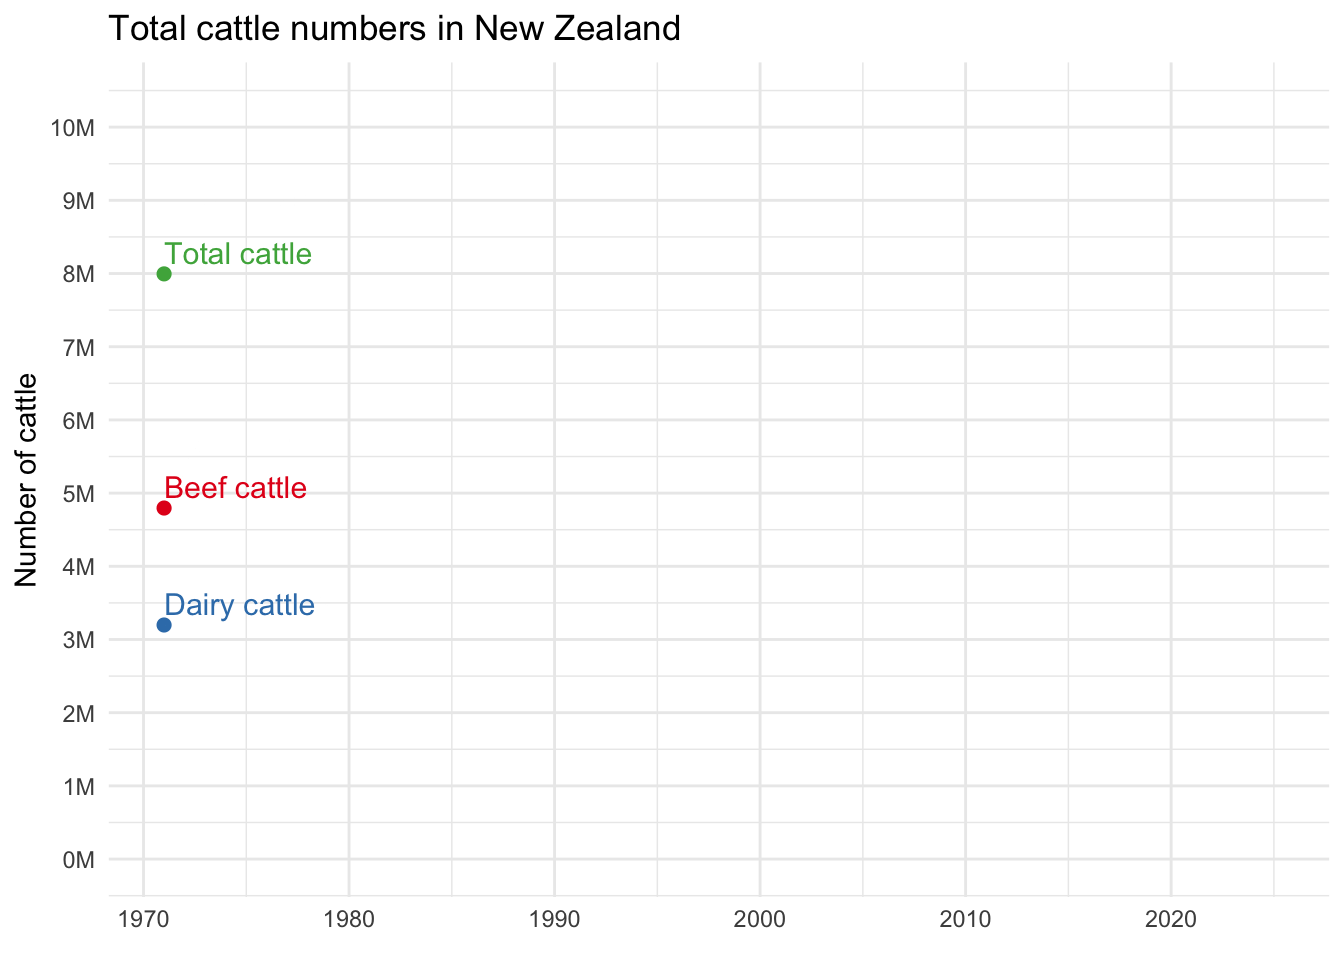 Total cattle numbers in New Zealand
10M
9M
Total cattle
8M
7M
Number of cattle
6M
Beef cattle
5M
4M
Dairy cattle
3M
2M
1M
0M
1970 1980 1990 2000 2010 2020